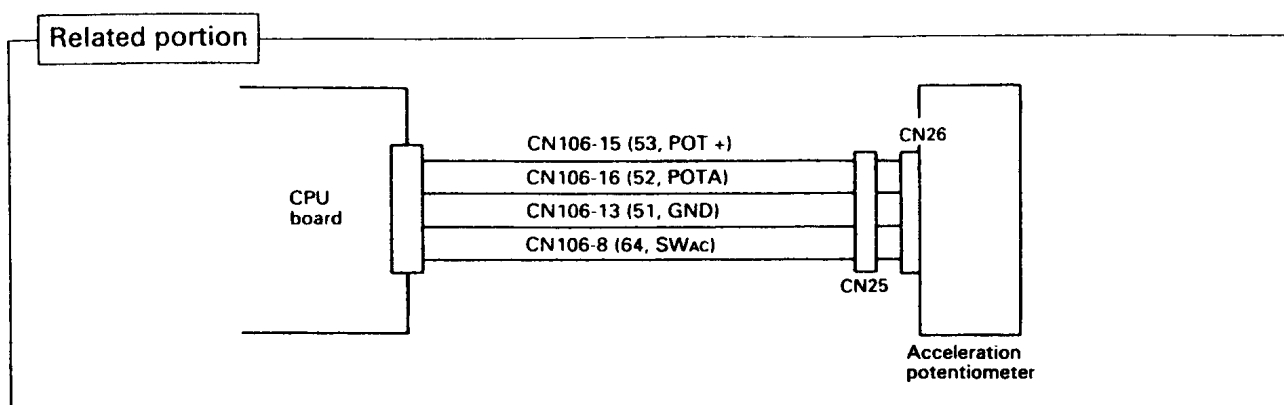 Related portion
CPU
board
CN106-15 (53, POT +)
CN106-16 (52, POTA)
CN106-13 (51, GND)
CN106-8 (64, SWAC)
CN25
CN26
Acceleration
potentiometer